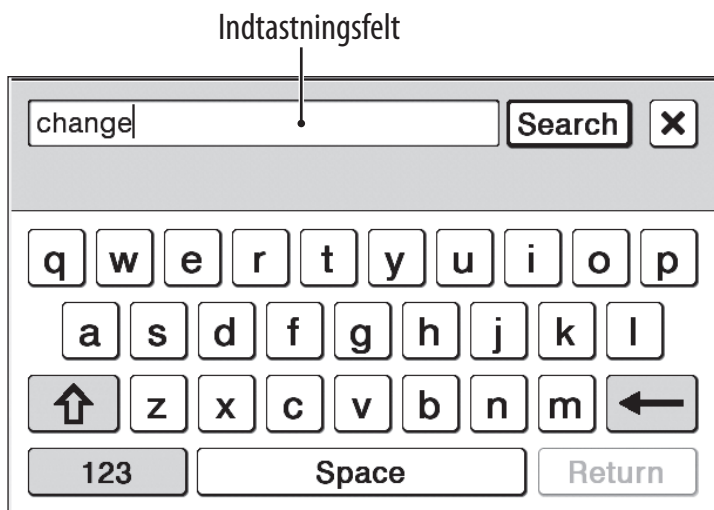 Indtastningsfelt
change Search
q w e r t y u i o p
a s d f g h j k l
z x c v b n m
123 Space Return